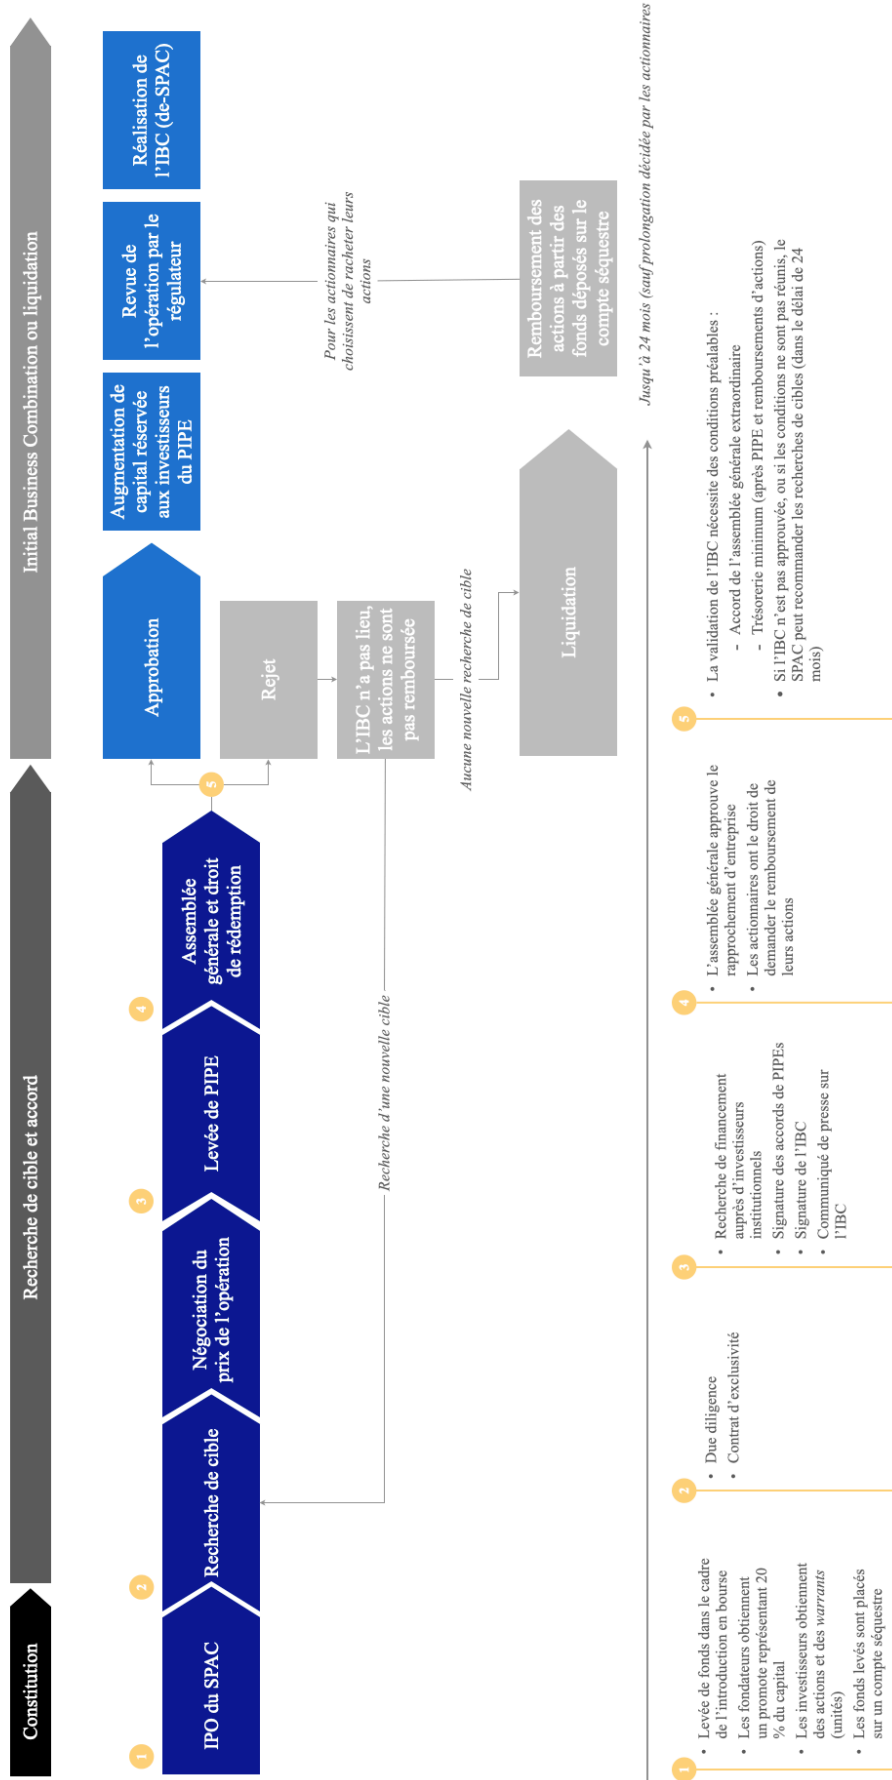 Constitution
Recherche de cible et accord
Initial Business Combination ou liquidation
1
IPO du SPAC
2
Recherche de cible
Négociation du
prix de l’opération
3
Levée de PIPE
4
Assemblée
générale et droit
de rédemption
5
Approbation
Augmentation de
capital réservée
aux investisseurs
du PIPE
Revue de
l’opération par le
régulateur
Réalisation de
l’IBC (de-SPAC)
Rejet
L’IBC n’a pas lieu,
les actions ne sont
pas remboursée
Recherche d’une nouvelle cible
Aucune nouvelle recherche de cible
Pour les actionnaires qui
choisissent de racheter leurs
actions
Liquidation
Remboursement des
actions à partir des
fonds déposés sur le
compte séquestre
Jusqu’à 24 mois (sauf prolongation décidée par les actionnaires
1
• Levée de fonds dans le cadre
de l’introduction en bourse
• Les fondateurs obtiennent
un promote représentant 20
% du capital
• Les investisseurs obtiennent
des actions et des warrants
(unités)
• Les fonds levés sont placés
sur un compte séquestre
2
• Due diligence
• Contrat d’exclusivité
3
• Recherche de financement
auprès d’investisseurs
institutionnels
• Signature des accords de PIPEs
• Signature de l’IBC
• Communiqué de presse sur
l’IBC
4
• L’assemblée générale approuve le
rapprochement d’entreprise
• Les actionnaires ont le droit de
demander le remboursement de
leurs actions
5
• La validation de l’IBC nécessite des conditions préalables :
- Accord de l’assemblée générale extraordinaire
- Trésorerie minimum (après PIPE et remboursements d’actions)
• Si l’IBC n’est pas approuvée, ou si les conditions ne sont pas réunis, le
SPAC peut recommander les recherches de cibles (dans le délai de 24
mois)